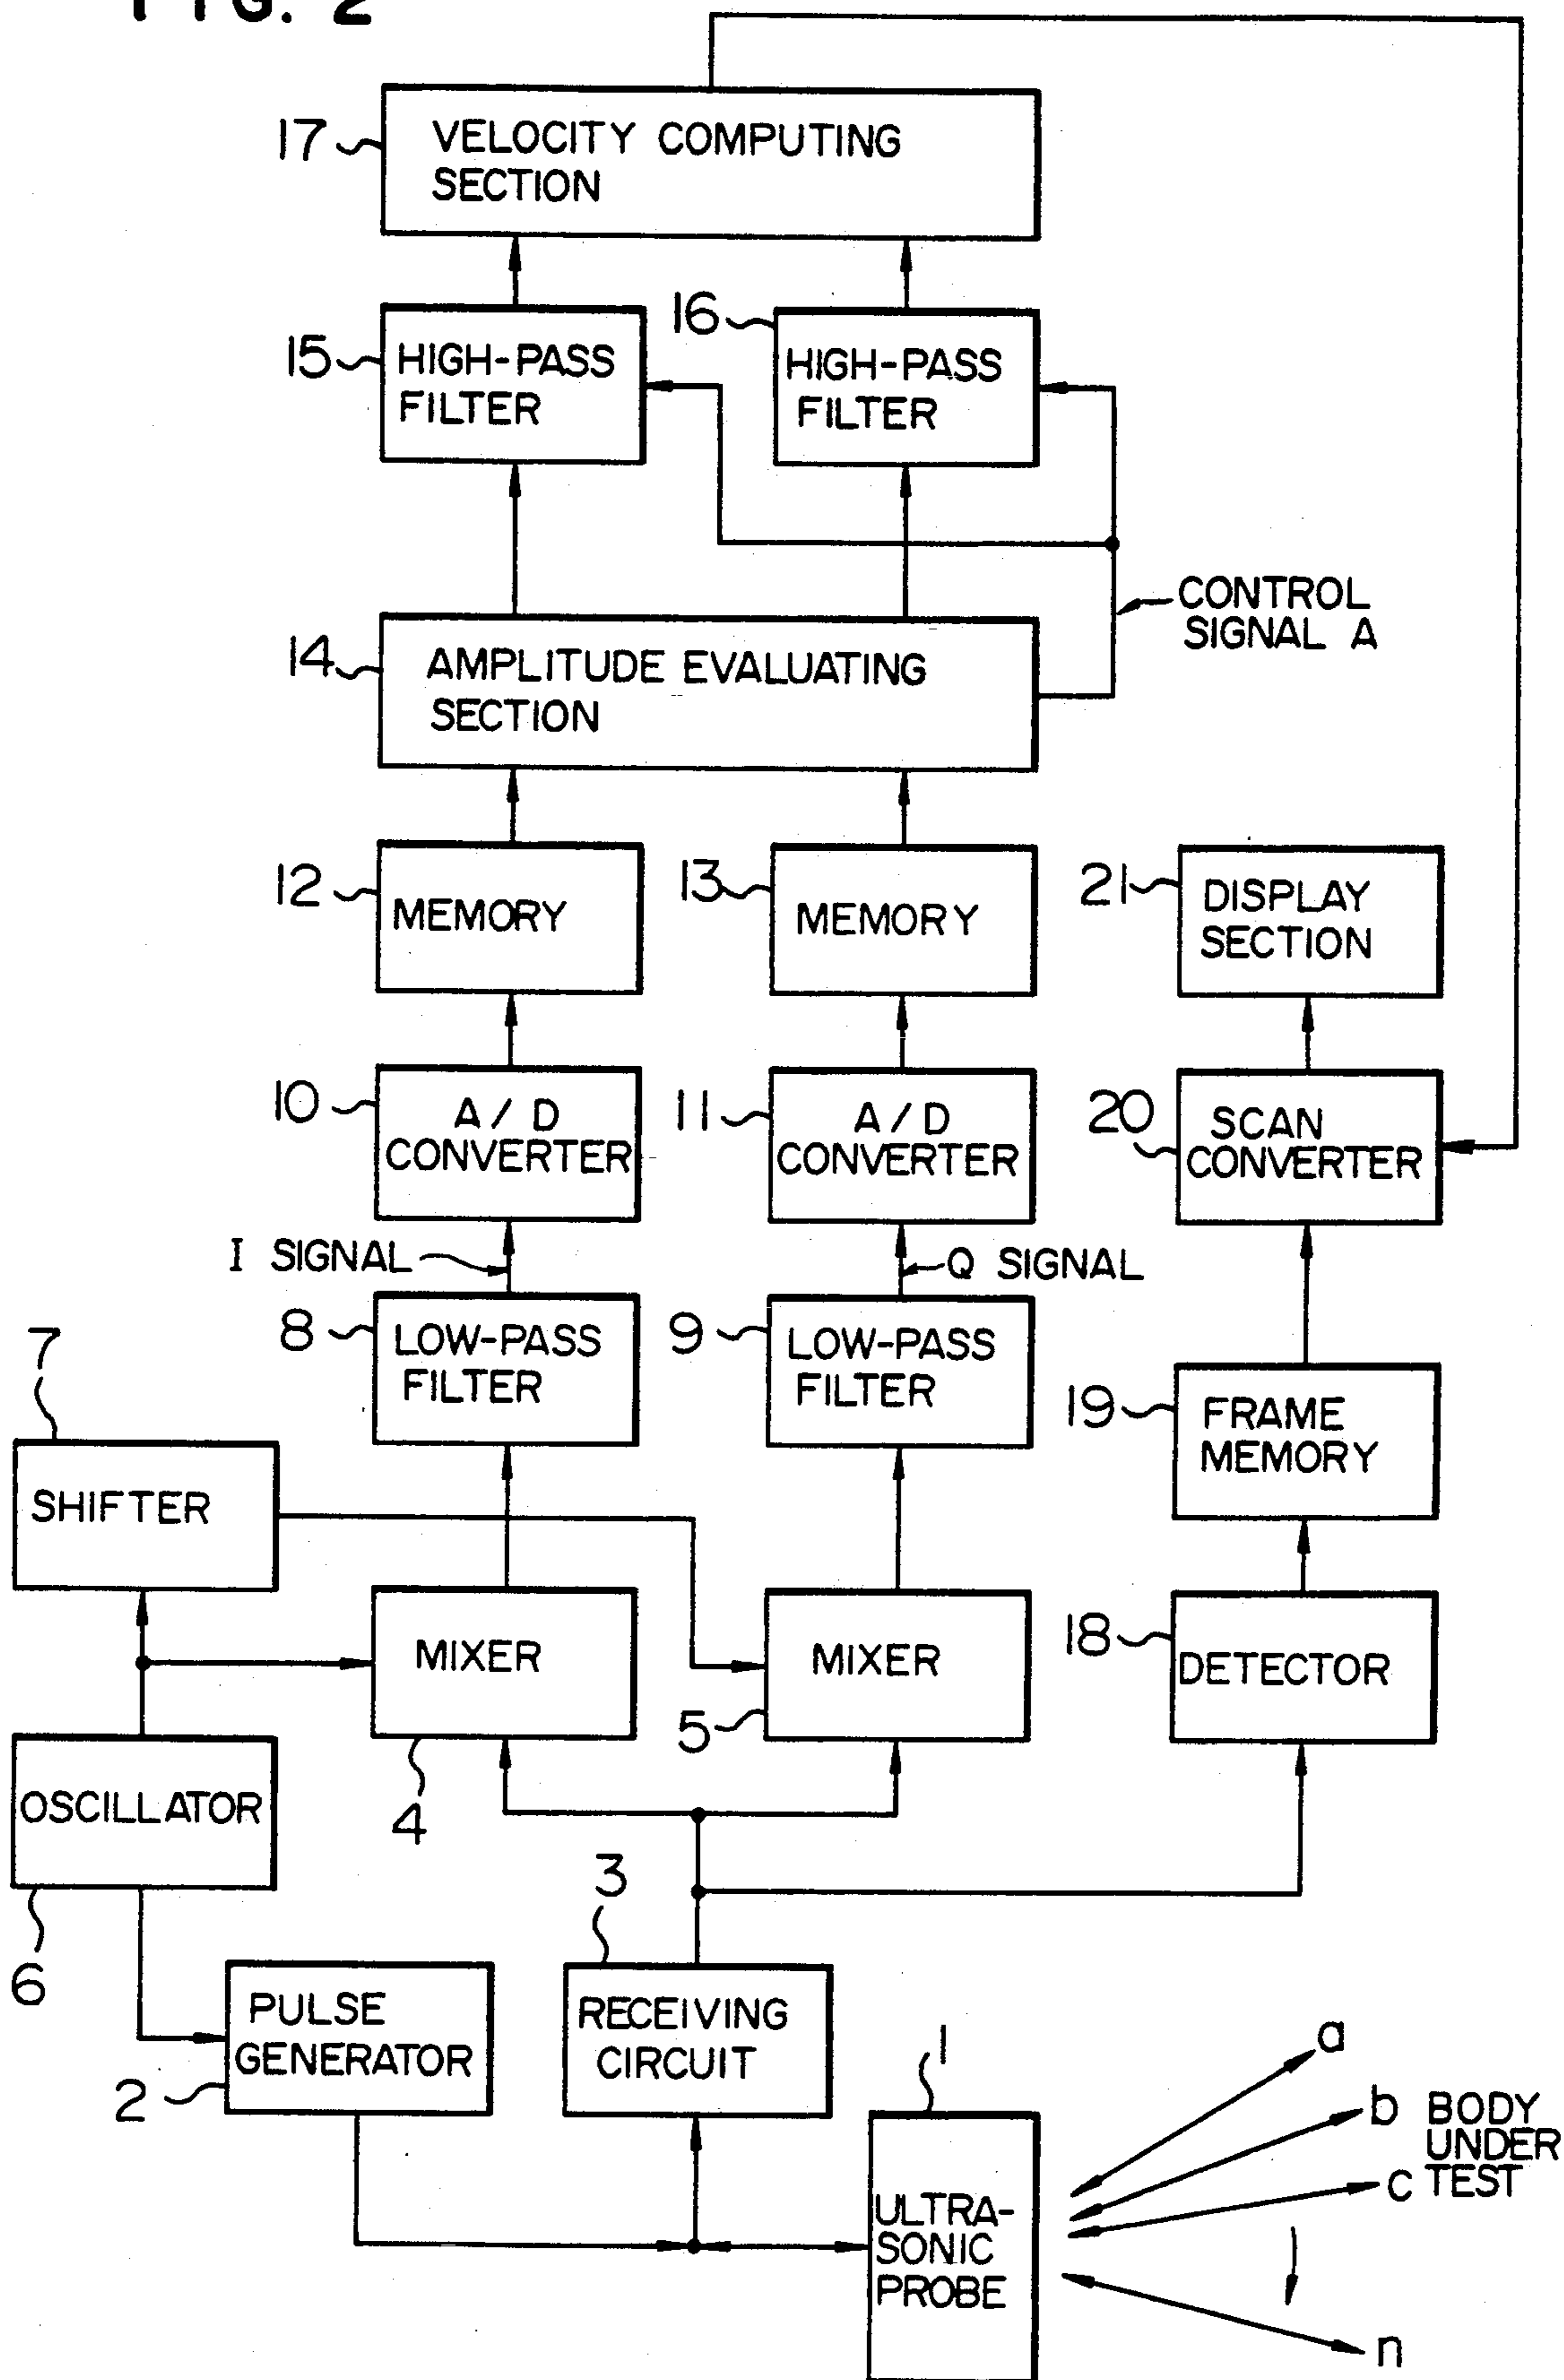 FIG. 2
17
VELOCITY COMPUTING
SECTION
15
HIGH-PASS
FILTER
16
HIGH-PASS
FILTER
CONTROL
SIGNAL A
14
AMPLITUDE EVALUATING
SECTION
12
MEMORY
13
MEMORY
21
DISPLAY
SECTION
10
A/D
CONVERTER
11
A/D
CONVERTER
20
SCAN
CONVERTER
I SIGNAL
Q SIGNAL
7
8
LOW-PASS
FILTER
9
LOW-PASS
FILTER
19
FRAME
MEMORY
SHIFTER
MIXER
MIXER
18
DETECTOR
5
OSCILLATOR
4
3
6
PULSE
GENERATOR
2
RECEIVING
CIRCUIT
1
a
b
BODY
UNDER
TEST
c
ULTRA-
SONIC
PROBE
n